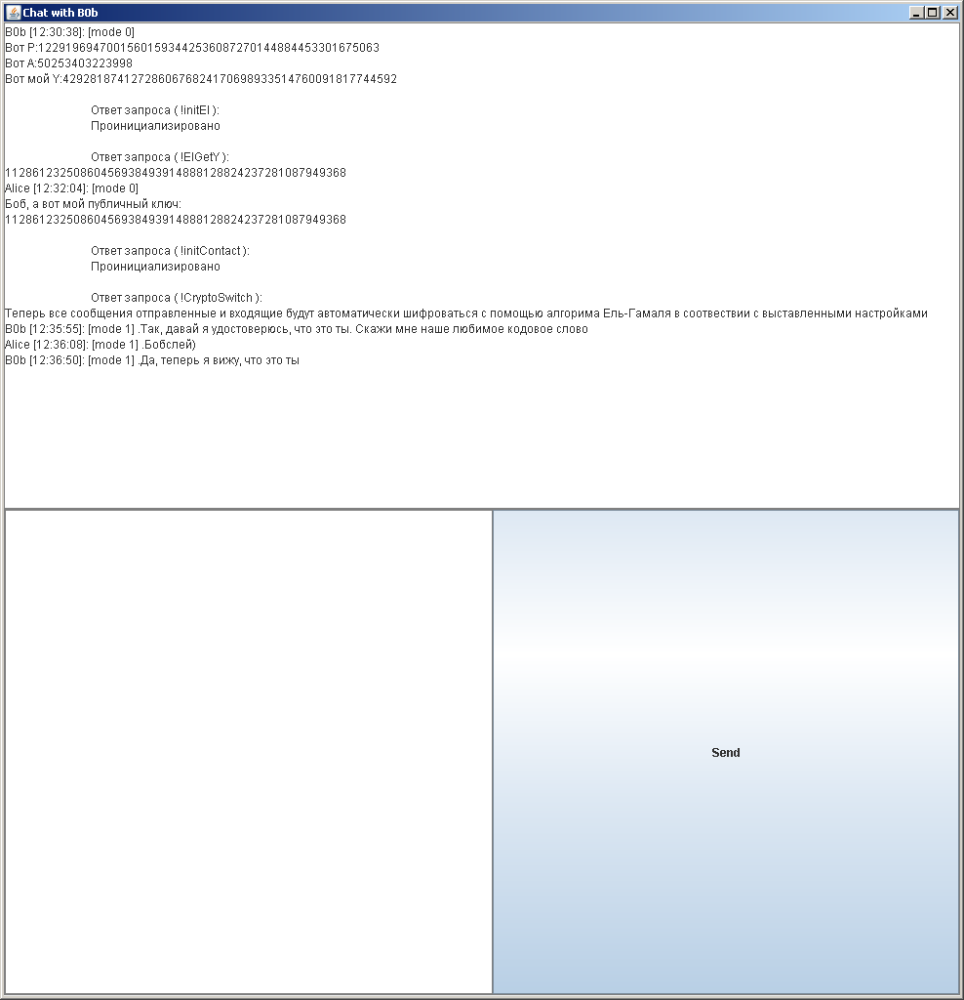 Chat with B0b
B0b [12:30:38]: [mode 0]
Вот P:1229196947001560159344253608727014488445330​1675063
Вот A:50253403223998
Вот мой Y:4292818741272860676824170698933514760091817744592
Ответ запроса ( !initEl ):
Проинициализировано
Ответ запроса ( !ElGetY ):
11286123250860456938493914888128824237281087949368
Alice [12:32:04]: [mode 0]
Боб, а вот мой публичный ключ:
11286123250860456938493914888128824237281087949368
Ответ запроса ( !initContact ):
Проинициализировано
Ответ запроса ( !CryptoSwitch ):
Теперь все сообщения отправленные и входящие будут автоматически шифроваться с помощью алгорима Ель-Гамаля в соотвествии с выставленными настройками
B0b [12:35:55]: [mode 1] .Так, давай я удостоверюсь, что это ты. Скажи мне наше любимое кодовое слово
Alice [12:36:08]: [mode 1] .Бобслей)
B0b [12:36:50]: [mode 1] .Да, теперь я вижу, что это ты
Send